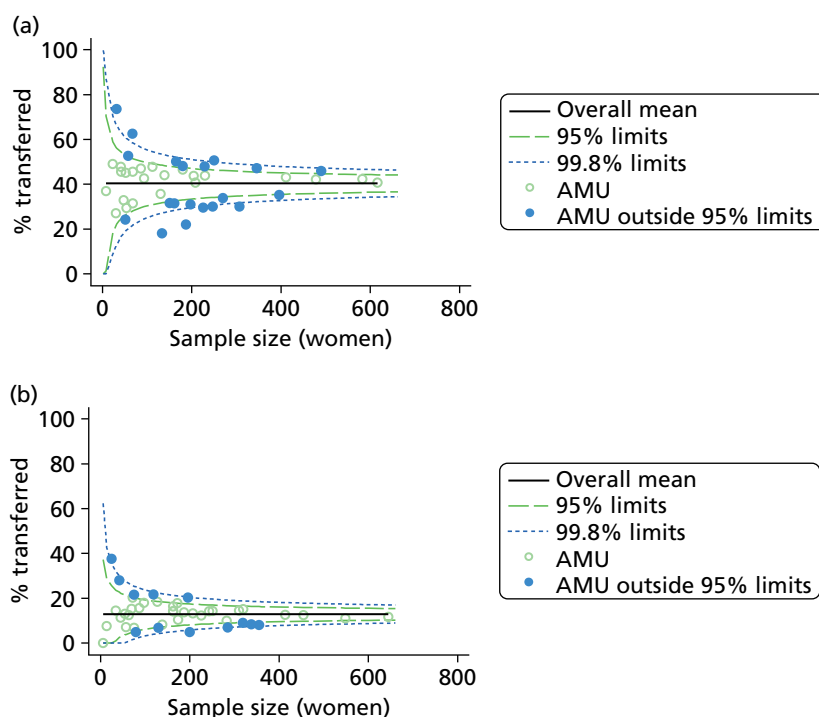 (a)
100
80
60
40
20
0
% transferred
0 200 400 600 800
Sample size (women)
Overall mean
95% limits
99.8% limits
AMU
AMU outside 95% limits
(b)
100
80
60
40
20
0
% transferred
0 200 400 600 800
Sample size (women)
Overall mean
95% limits
99.8% limits
AMU
AMU outside 95% limits